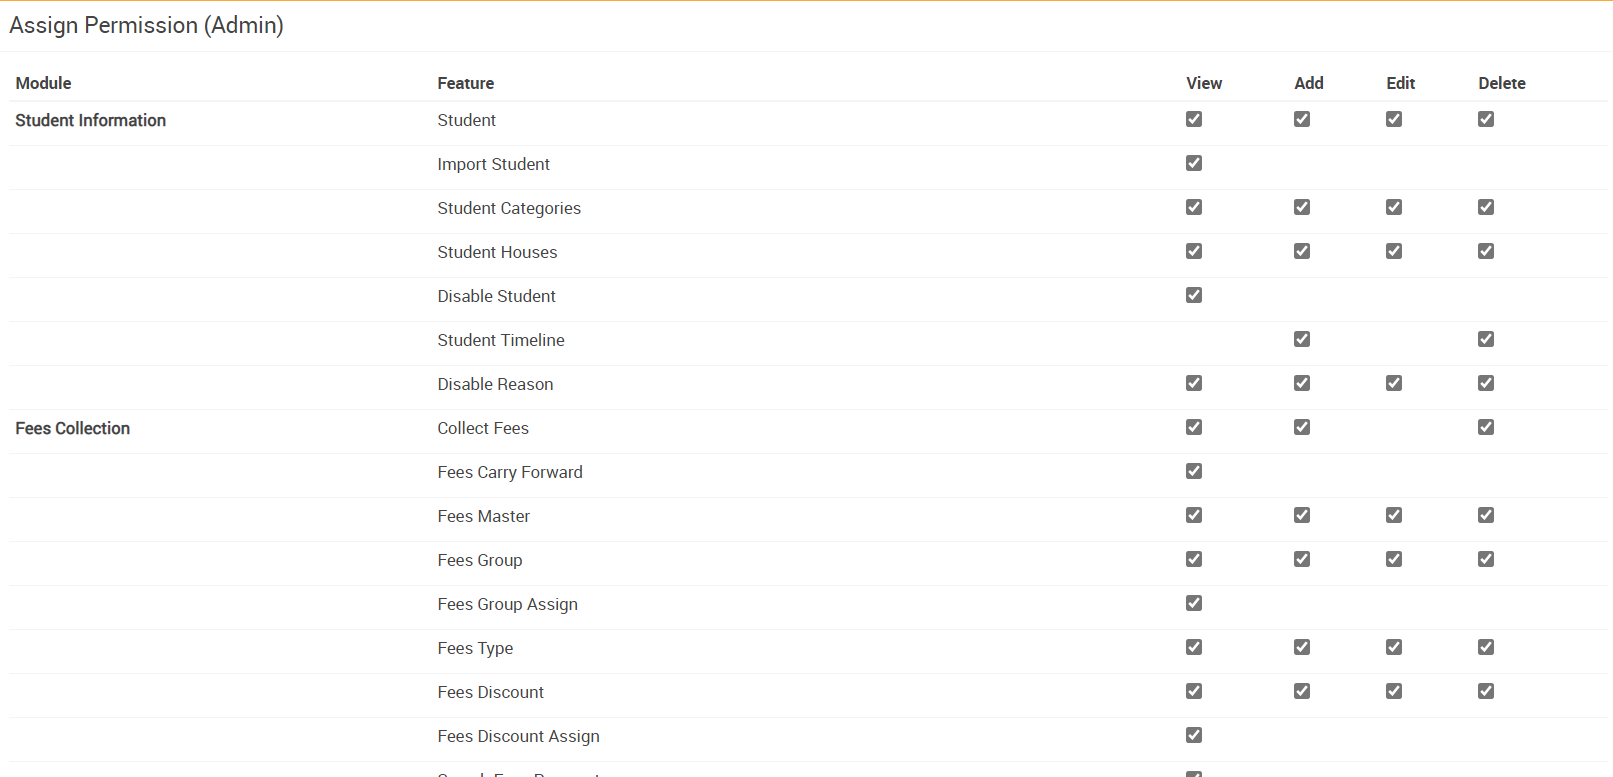 Assign Permission (Admin)
Module Feature View Add Edit Delete
Student Information Student
Import Student
Student Categories
Student Houses
Disable Student
Student Timeline
Disable Reason
Fees Collection Collect Fees
Fees Carry Forward
Fees Master
Fees Group
Fees Group Assign
Fees Type
Fees Discount
Fees Discount Assign